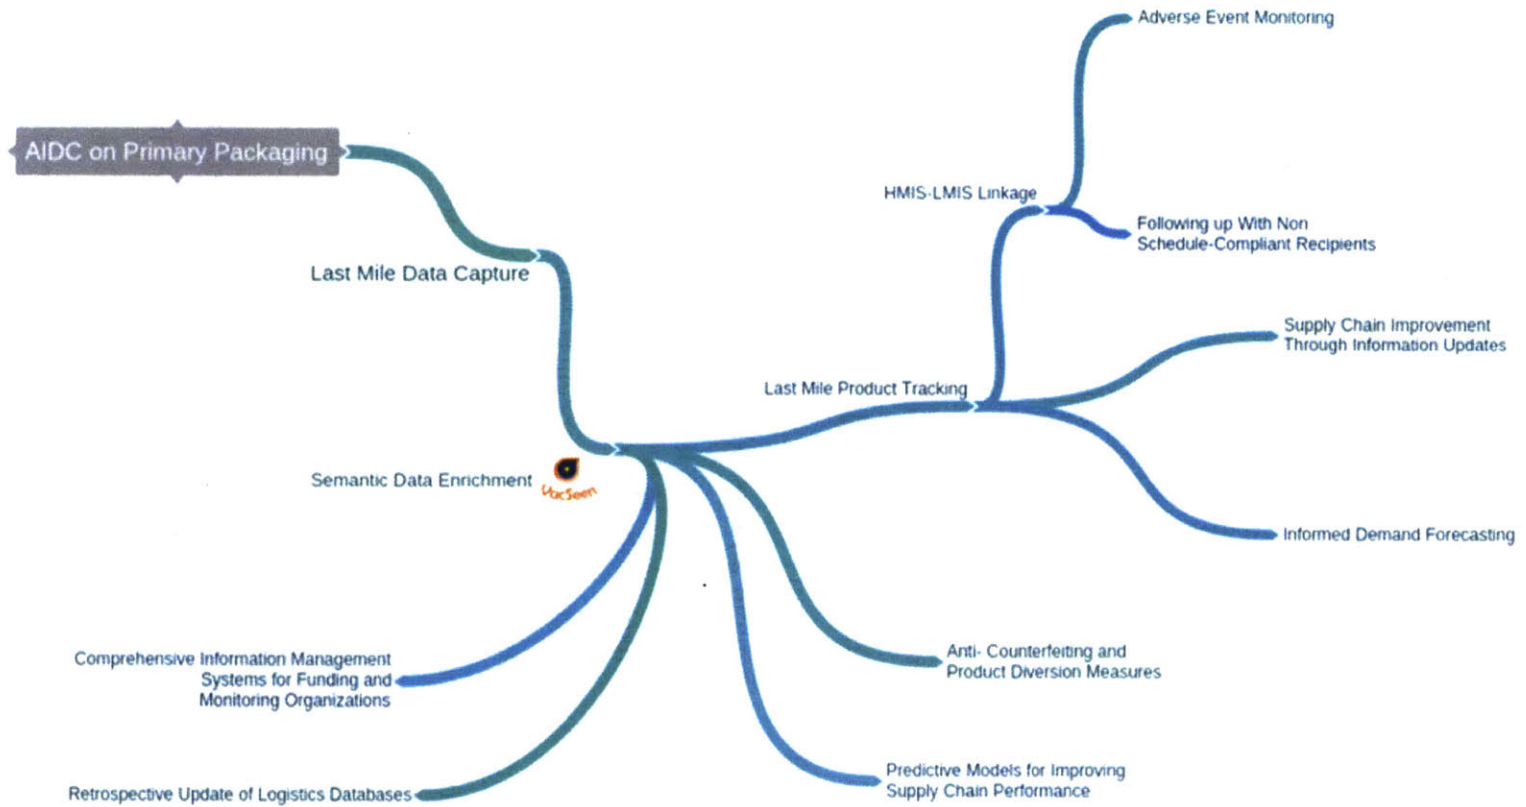 Adverse Event Monitoring
AIDC on Primary Packaging
HMIS-LMIS Linkage
Following up With Non
Schedule-Compliant Recipients
Last Mile Data Capture
Supply Chain Improvement
Through Information Updates
Last Mile Product Tracking
Semantic Data Enrichment
VacSeen
Informed Demand Forecasting
Comprehensive Information Management
Systems for Funding and
Monitoring Organizations
Anti- Counterfeiting and
Product Diversion Measures
Predictive Models for Improving
Supply Chain Performance
Retrospective Update of Logistics Databases